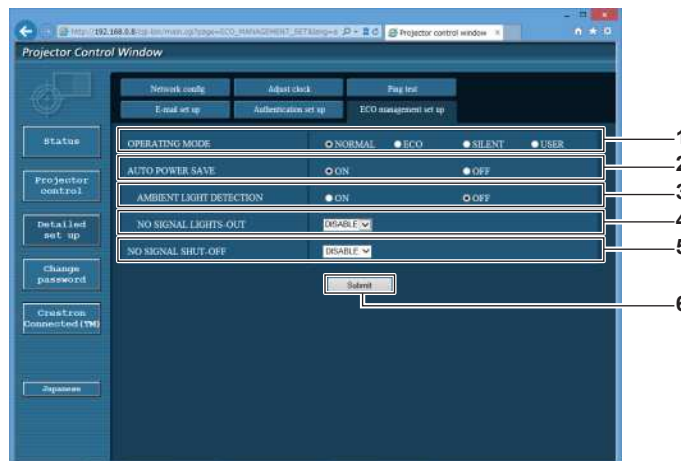 Projector control window
Projector Control Window
Network config Adjust clock Ping test
E-mail set up Authentication set up ECO management set up
Status
Projector control
Detailed set up
Change password
Crestron Connected(TM)
Japanese
OPERATING MODE NORMAL ECO SILENT USER 1
AUTO POWER SAVE ON OFF 2
AMBIENT LIGHT DETECTION ON OFF 3
NO SIGNAL LIGHTS-OUT DISABLE 4
NO SIGNAL SHUT-OFF DISABLE 5
Submit 6